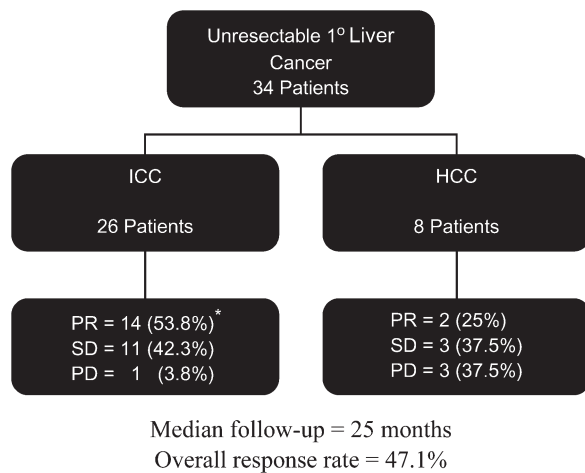 Unresectable 1º Liver
Cancer
34 Patients
ICC
26 Patients
HCC
8 Patients
PR = 14 (53.8%)*
SD = 11 (42.3%)
PD = 1 (3.8%)
PR = 2 (25%)
SD = 3 (37.5%)
PD = 3 (37.5%)
Median follow-up = 25 months
Overall response rate = 47.1%